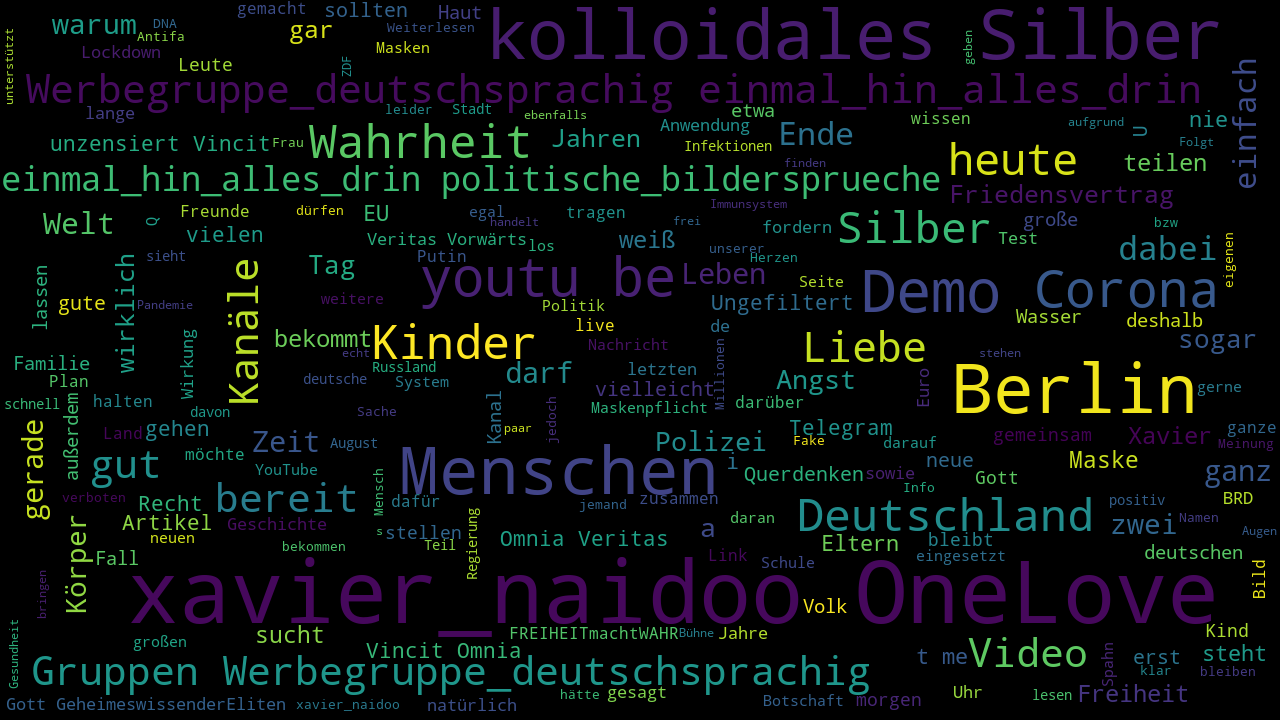 gemacht sollten Haut kolloidales Silber
warum DNA Antifa gar Weiterlesen
Lockdown Masken geben
unterstützt Leute ZDF
Werbegruppe_deutschsprachig einmal_hin_alles_drin einfach
lange leider Stadt ebenfalls etwa wissen aufgrund nie
unzensiert Vincit Frau Wahrheit Jahren Anwendung Ende U
Infektionen Folgt
finden heute teilen
einmal_hin_alles_drin politische_bildersprueche
Friedensvertrag
Welt Q Freunde dürfen EU egal tragen Immunsystem
vielen handelt frei fordern Silber große bzw
Veritas Vorwärts los weiß unserer Test dabei eigenen
sieht Tag Putin Herzen
lassen wirklich Kanäle youtu be Leben Seite
gute Pandemie weitere Politik Ungefiltert Demo Corona
Wasser deshalb
bekommt Kinder live de sogar
Wirkung echt Nachricht Liebe stehen
Familie Russland Millionen
Plan deutsche System darf letzten Angst Berlin gerne
vielleicht Euro
schnell halten davon Sache Kanal jedoch Maskenpflicht darüber
außerdem Land gehen paar Telegram gemeinsam Xavier ganze
gerade Zeit August Polizei Fake darauf Meinung
möchte
gut YouTube Menschen i Querdenken sowie neue Gott Maske ganz
verboten Recht bereit Mensch dafür jemand zusammen Info positiv BRD
Artikel Geschichte s stellen a daran Deutschland zwei Namen
neuen Augen
Körper Fall bekommen Teil Regierung Omnia Veritas Eltern bleibt
Link Schule eingesetzt deutschen
bringen xavier_naidoo OneLove Bild
Volk
Gesundheit großen sucht FREIHEITmachtWAHR Bühne Jahre Kind
Vincit Omnia t me Video erst steht
Gruppen Werbegruppe_deutschsprachig Spahn klar bleiben
Gott GeheimeswissenderEliten xavier_naidoo natürlich hätte gesagt Botschaft morgen Uhr lesen Freiheit